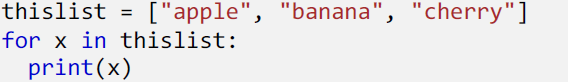 thislist = ["apple", "banana", "cherry"]
for x in thislist:
  print(x)